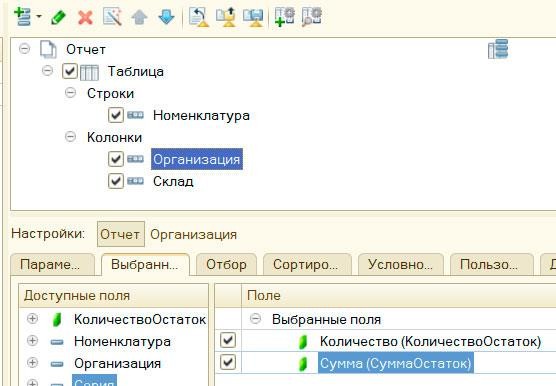 Отчет
Таблица
Строки
Номенклатура
Колонки
Организация
Склад
Настройки: Отчет Организация
Параме... Выбранн... Отбор Сортиро... Условно... Пользо...
Доступные поля Поле
КоличествоОстаток Выбранные поля
Номенклатура Количество (КоличествоОстаток)
Организация Сумма (СуммаОстаток)
Серия